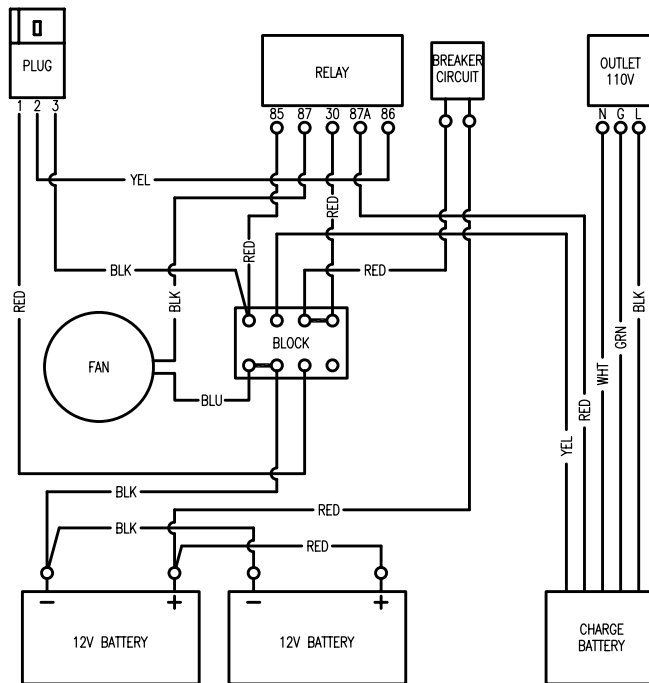 PLUG
1 2 3
RELAY
85 87 30 87A 86
BREAKER
CIRCUIT
OUTLET
110V
N G L
YEL
RED
RED
BLK
RED
RED
BLK
BLK
GRN
WHT
RED
YEL
BLOCK
FAN
BLU
BLK
RED
BLK
RED
12V BATTERY
12V BATTERY
CHARGE
BATTERY